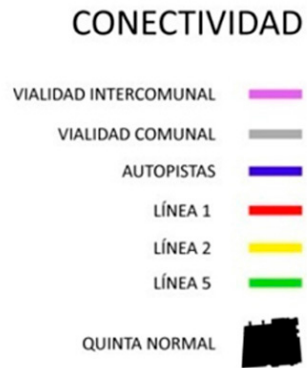 CONECTIVIDAD
VIALIDAD INTERCOMUNAL
VIALIDAD COMUNAL
AUTOPISTAS
LÍNEA 1
LÍNEA 2
LÍNEA 5
QUINTA NORMAL